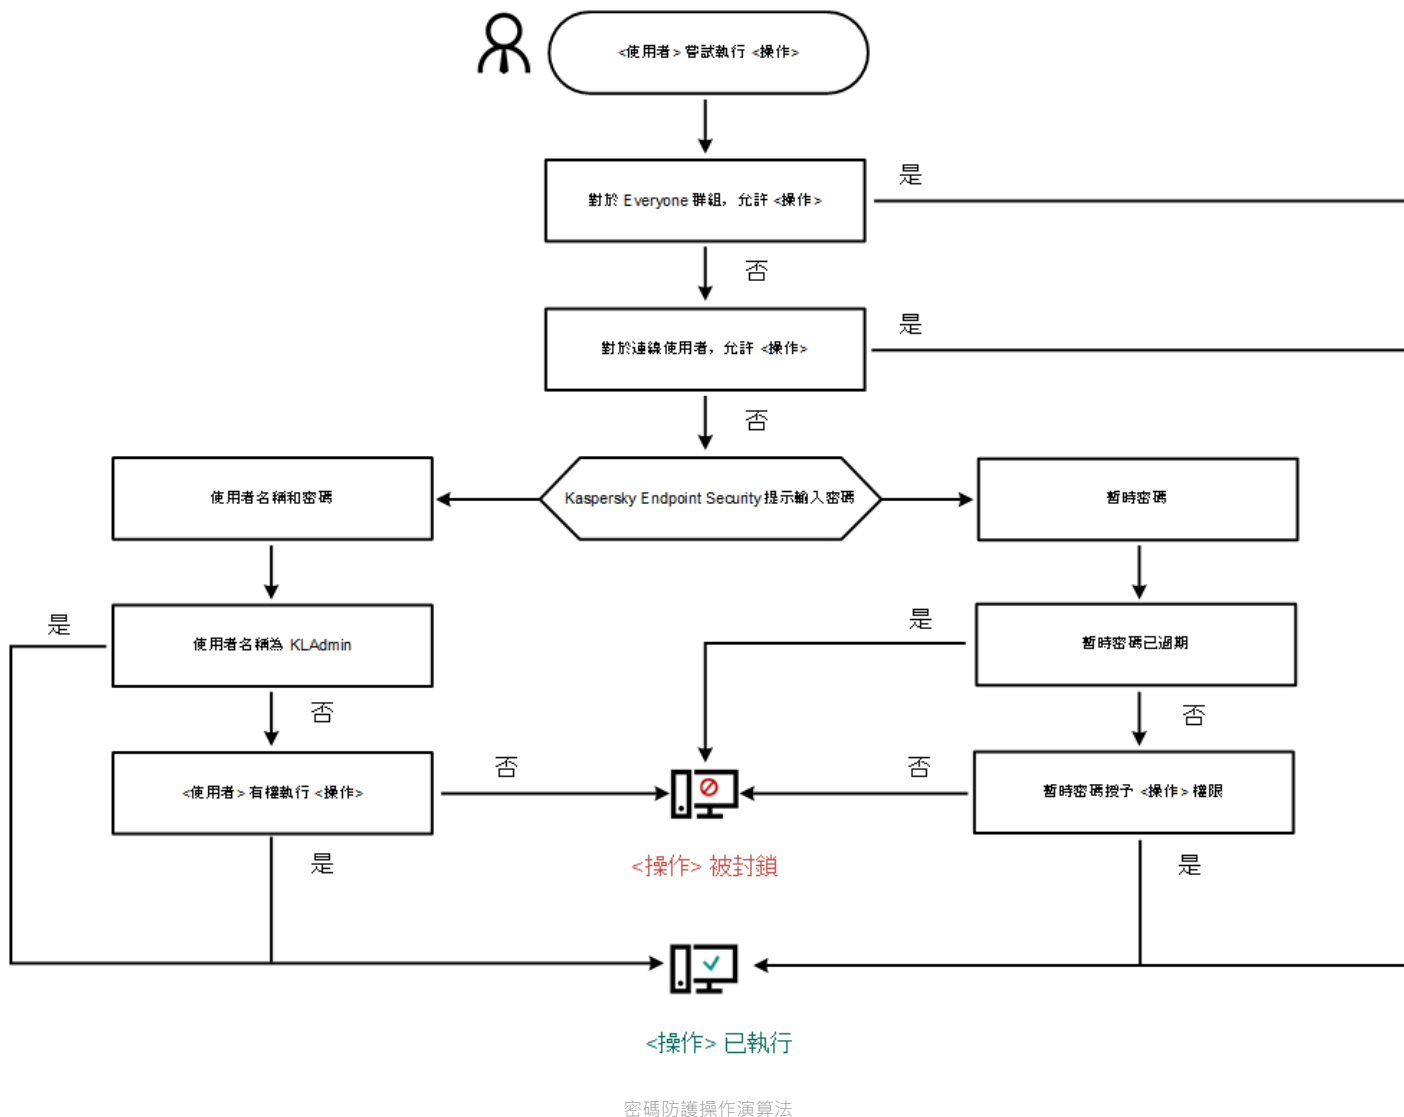 <使用者> 嘗試執行 <操作>
是
對於 Everyone 群組，允許 <操作>
否
是
對於連線使用者，允許 <操作>
否
使用者名稱和密碼
Kaspersky Endpoint Security 提示輸入密碼
暫時密碼
是
使用者名稱為 KLAdmin
是
暫時密碼已過期
否
否
<使用者> 有權執行 <操作>
否
否
暫時密碼授予 <操作> 權限
是
<操作> 被封鎖
是
<操作> 已執行
密碼防護操作演算法